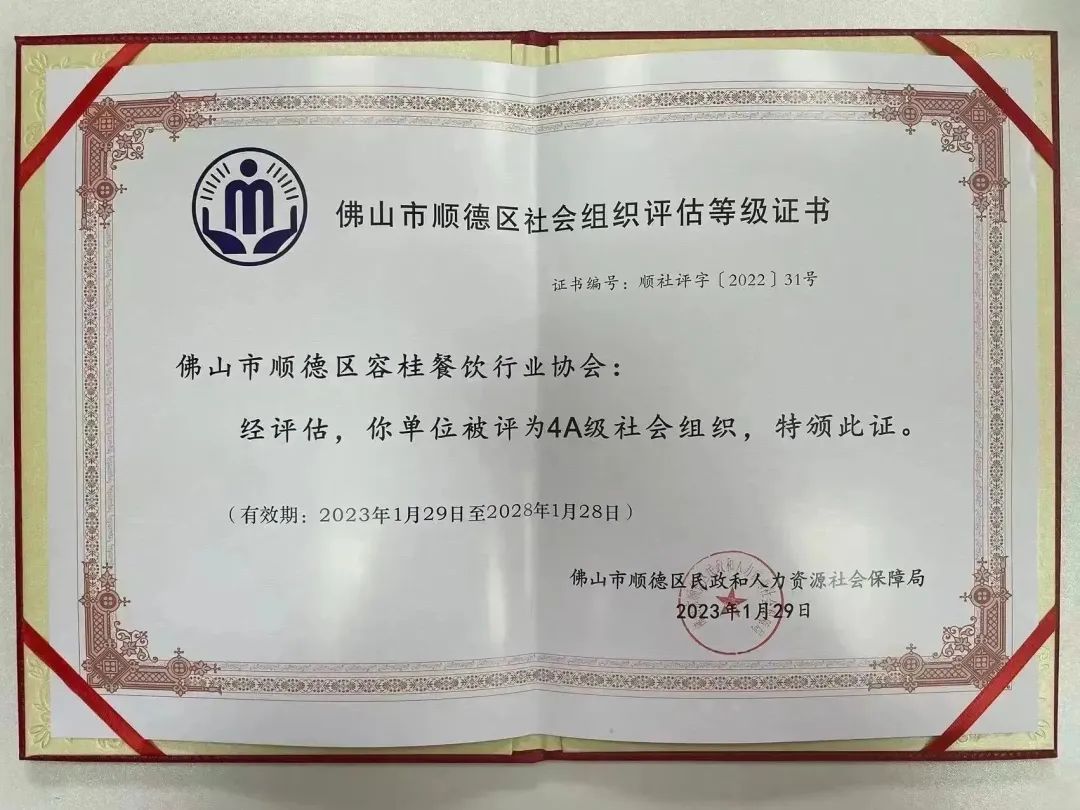 佛山市顺德区社会组织评估等级证书
证书编号：顺社评字〔2022〕31号
佛山市顺德区容桂餐饮行业协会：
经评估，你单位被评为4A级社会组织，特颁此证。
（有效期：2023年1月29日至2028年1月28日）
佛山市顺德区民政和人力资源社会保障局
2023年1月29日